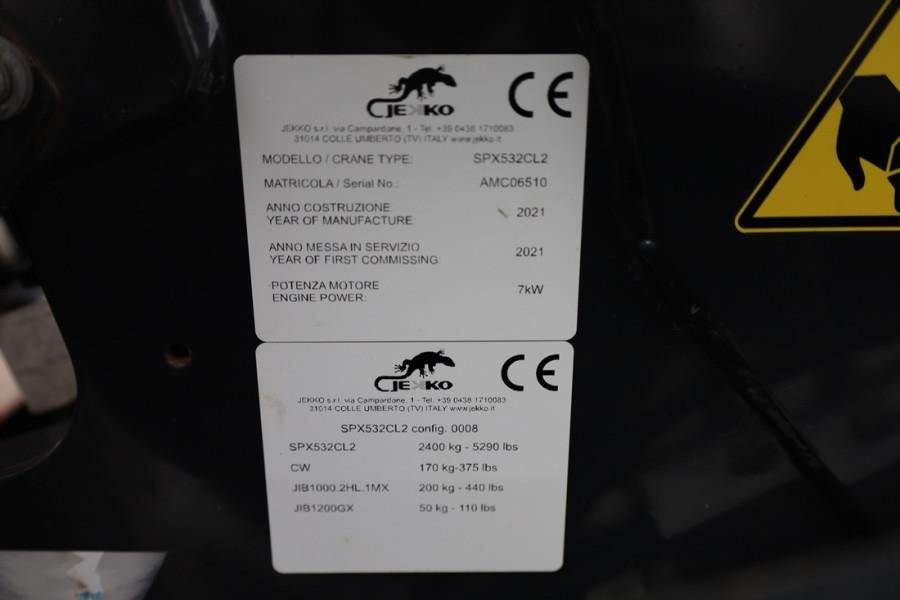 JEKKO
CE
JEKKO s.r.l. via Campardone, 1 - Tel. +39 0438 1710083
31014 COLLE UMBERTO (TV) ITALY www.jekko.it
MODELLO / CRANE TYPE: SPX532CL2
MATRICOLA / Serial No.: AMC06510
ANNO COSTRUZIONE
YEAR OF MANUFACTURE: 2021
ANNO MESSA IN SERVIZIO
YEAR OF FIRST COMMISSING 2021
POTENZA MOTORE
ENGINE POWER: 7kW
JEKKO
CE
JEKKO s.r.l. via Campardone, 1 - Tel. +39 0438 1710083
31014 COLLE UMBERTO (TV) ITALY www.jekko.it
SPX532CL2 config. 0008
SPX532CL2 2400 kg - 5290 lbs
CW 170 kg-375 lbs
JIB1000.2HL.1MX 200 kg - 440 lbs
JIB1200GX 50 kg - 110 lbs